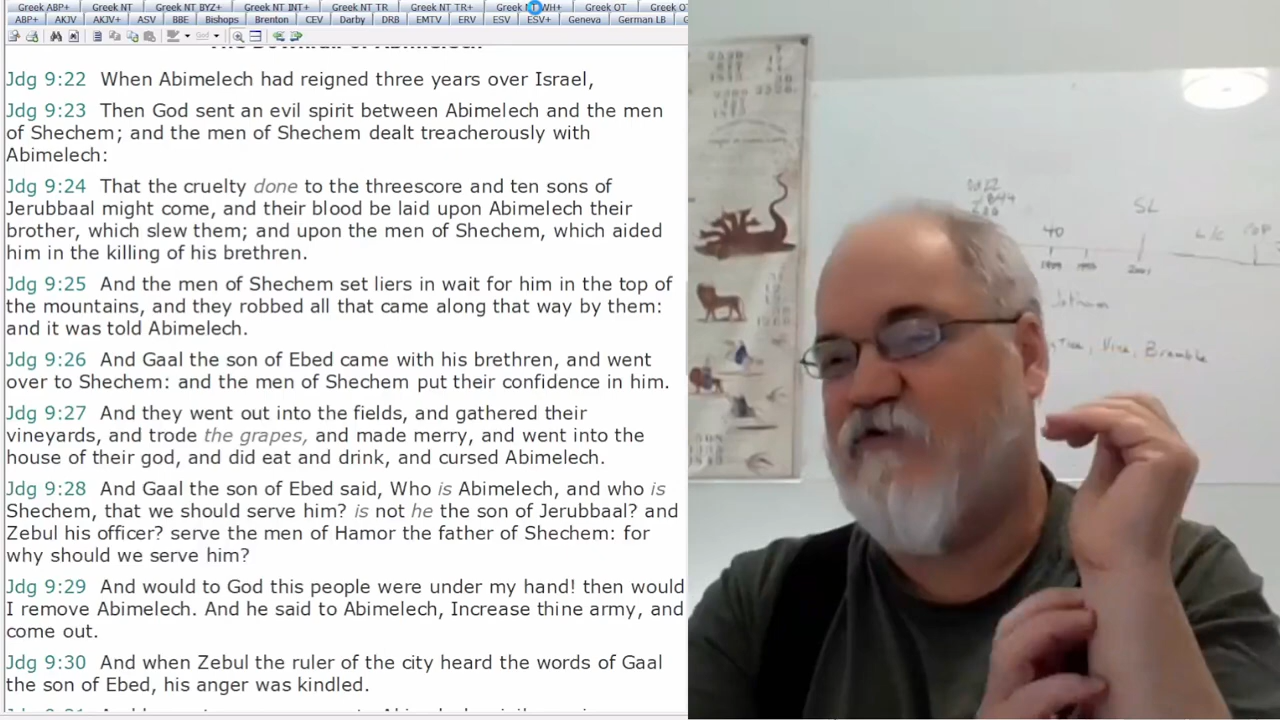 Greek ABP+ Greek NT Greek NT BYZ+ Greek NT INT+ Greek NT TR Greek NT TR+ Greek NT WH+ Greek OT Greek OT
ABP+ AKJV AKJV+ ASV BBE Bishops Brenton CEV Darby DRB EMTV ERV ESV ESV+ Geneva German LB G
The Downfall of Abimelech
Jdg 9:22 When Abimelech had reigned three years over Israel,
Jdg 9:23 Then God sent an evil spirit between Abimelech and the men
of Shechem; and the men of Shechem dealt treacherously with
Abimelech:
Jdg 9:24 That the cruelty done to the threescore and ten sons of
Jerubbaal might come, and their blood be laid upon Abimelech their
brother, which slew them; and upon the men of Shechem, which aided
him in the killing of his brethren.
Jdg 9:25 And the men of Shechem set liers in wait for him in the top of
the mountains, and they robbed all that came along that way by them:
and it was told Abimelech.
Jdg 9:26 And Gaal the son of Ebed came with his brethren, and went
over to Shechem: and the men of Shechem put their confidence in him.
Jdg 9:27 And they went out into the fields, and gathered their
vineyards, and trode the grapes, and made merry, and went into the
house of their god, and did eat and drink, and cursed Abimelech.
Jdg 9:28 And Gaal the son of Ebed said, Who is Abimelech, and who is
Shechem, that we should serve him? is not he the son of Jerubbaal? and
Zebul his officer? serve the men of Hamor the father of Shechem: for
why should we serve him?
Jdg 9:29 And would to God this people were under my hand! then would
I remove Abimelech. And he said to Abimelech, Increase thine army, and
come out.
Jdg 9:30 And when Zebul the ruler of the city heard the words of Gaal
the son of Ebed, his anger was kindled.
Oct 22
1844
40
SL
L/C
1989
2001
Jotham
Vine, Bramble